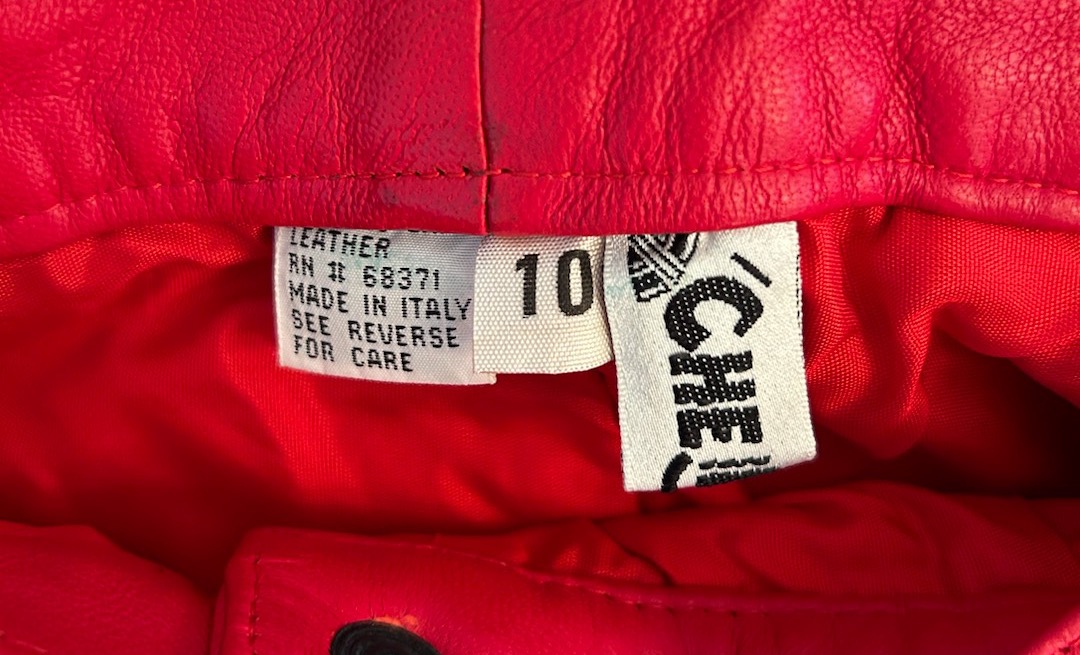 LEATHER
RN # 68371
MADE IN ITALY
SEE REVERSE
FOR CARE
10
CHE